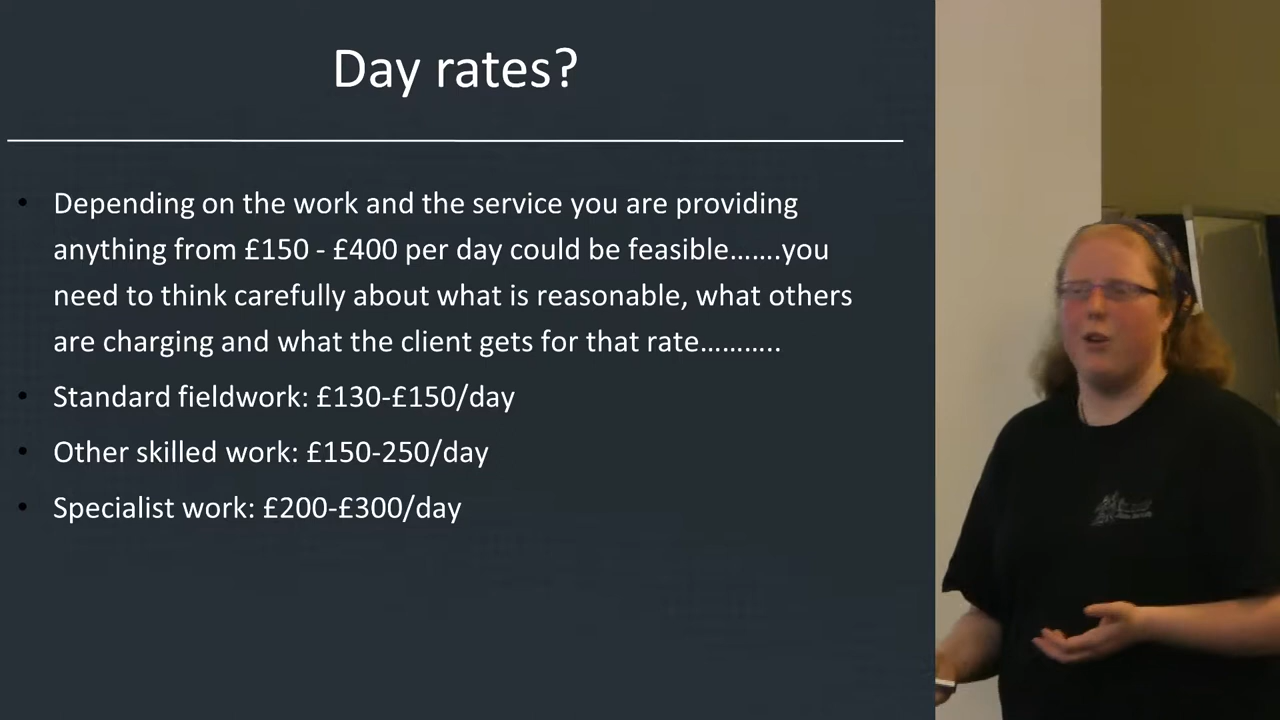 Day rates?
• Depending on the work and the service you are providing
anything from £150 - £400 per day could be feasible…….you
need to think carefully about what is reasonable, what others
are charging and what the client gets for that rate………..
• Standard fieldwork: £130-£150/day
• Other skilled work: £150-250/day
• Specialist work: £200-£300/day